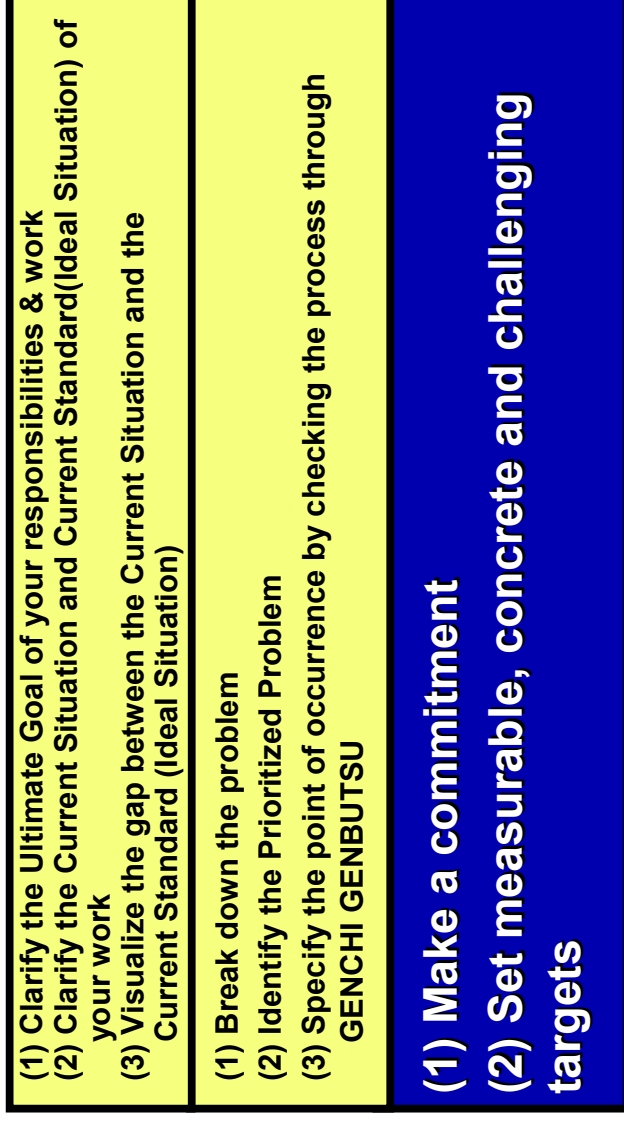 (1) Clarify the Ultimate Goal of your responsibilities & work
(2) Clarify the Current Situation and Current Standard(Ideal Situation) of
your work
(3) Visualize the gap between the Current Situation and the
Current Standard (Ideal Situation)
(1) Break down the problem
(2) Identify the Prioritized Problem
(3) Specify the point of occurrence by checking the process through
GENCHI GENBUTSU
(1) Make a commitment
(2) Set measurable, concrete and challenging
targets